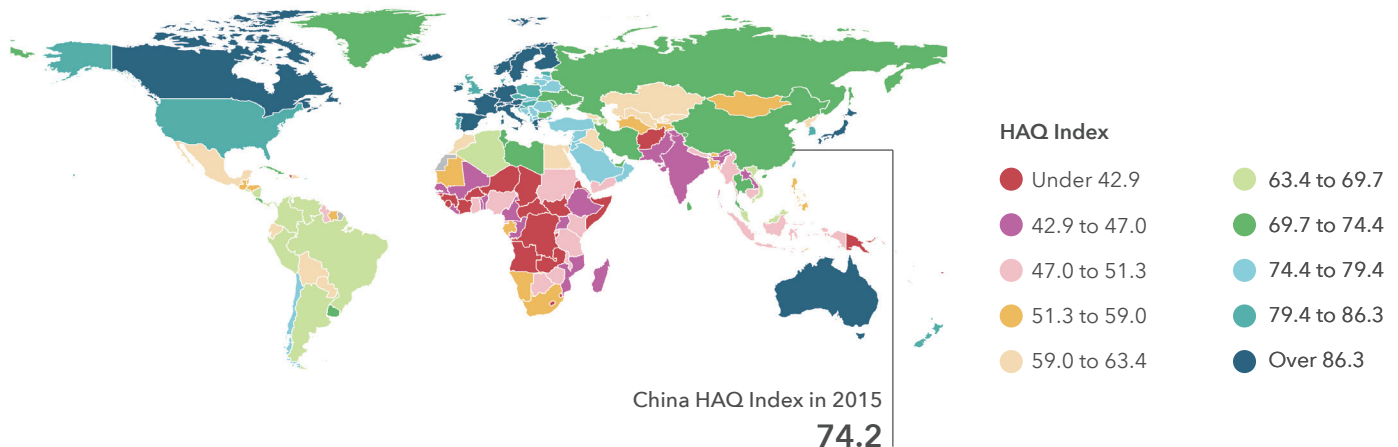 HAQ Index
Under 42.9
42.9 to 47.0
47.0 to 51.3
51.3 to 59.0
59.0 to 63.4
63.4 to 69.7
69.7 to 74.4
74.4 to 79.4
79.4 to 86.3
Over 86.3
China HAQ Index in 2015
74.2